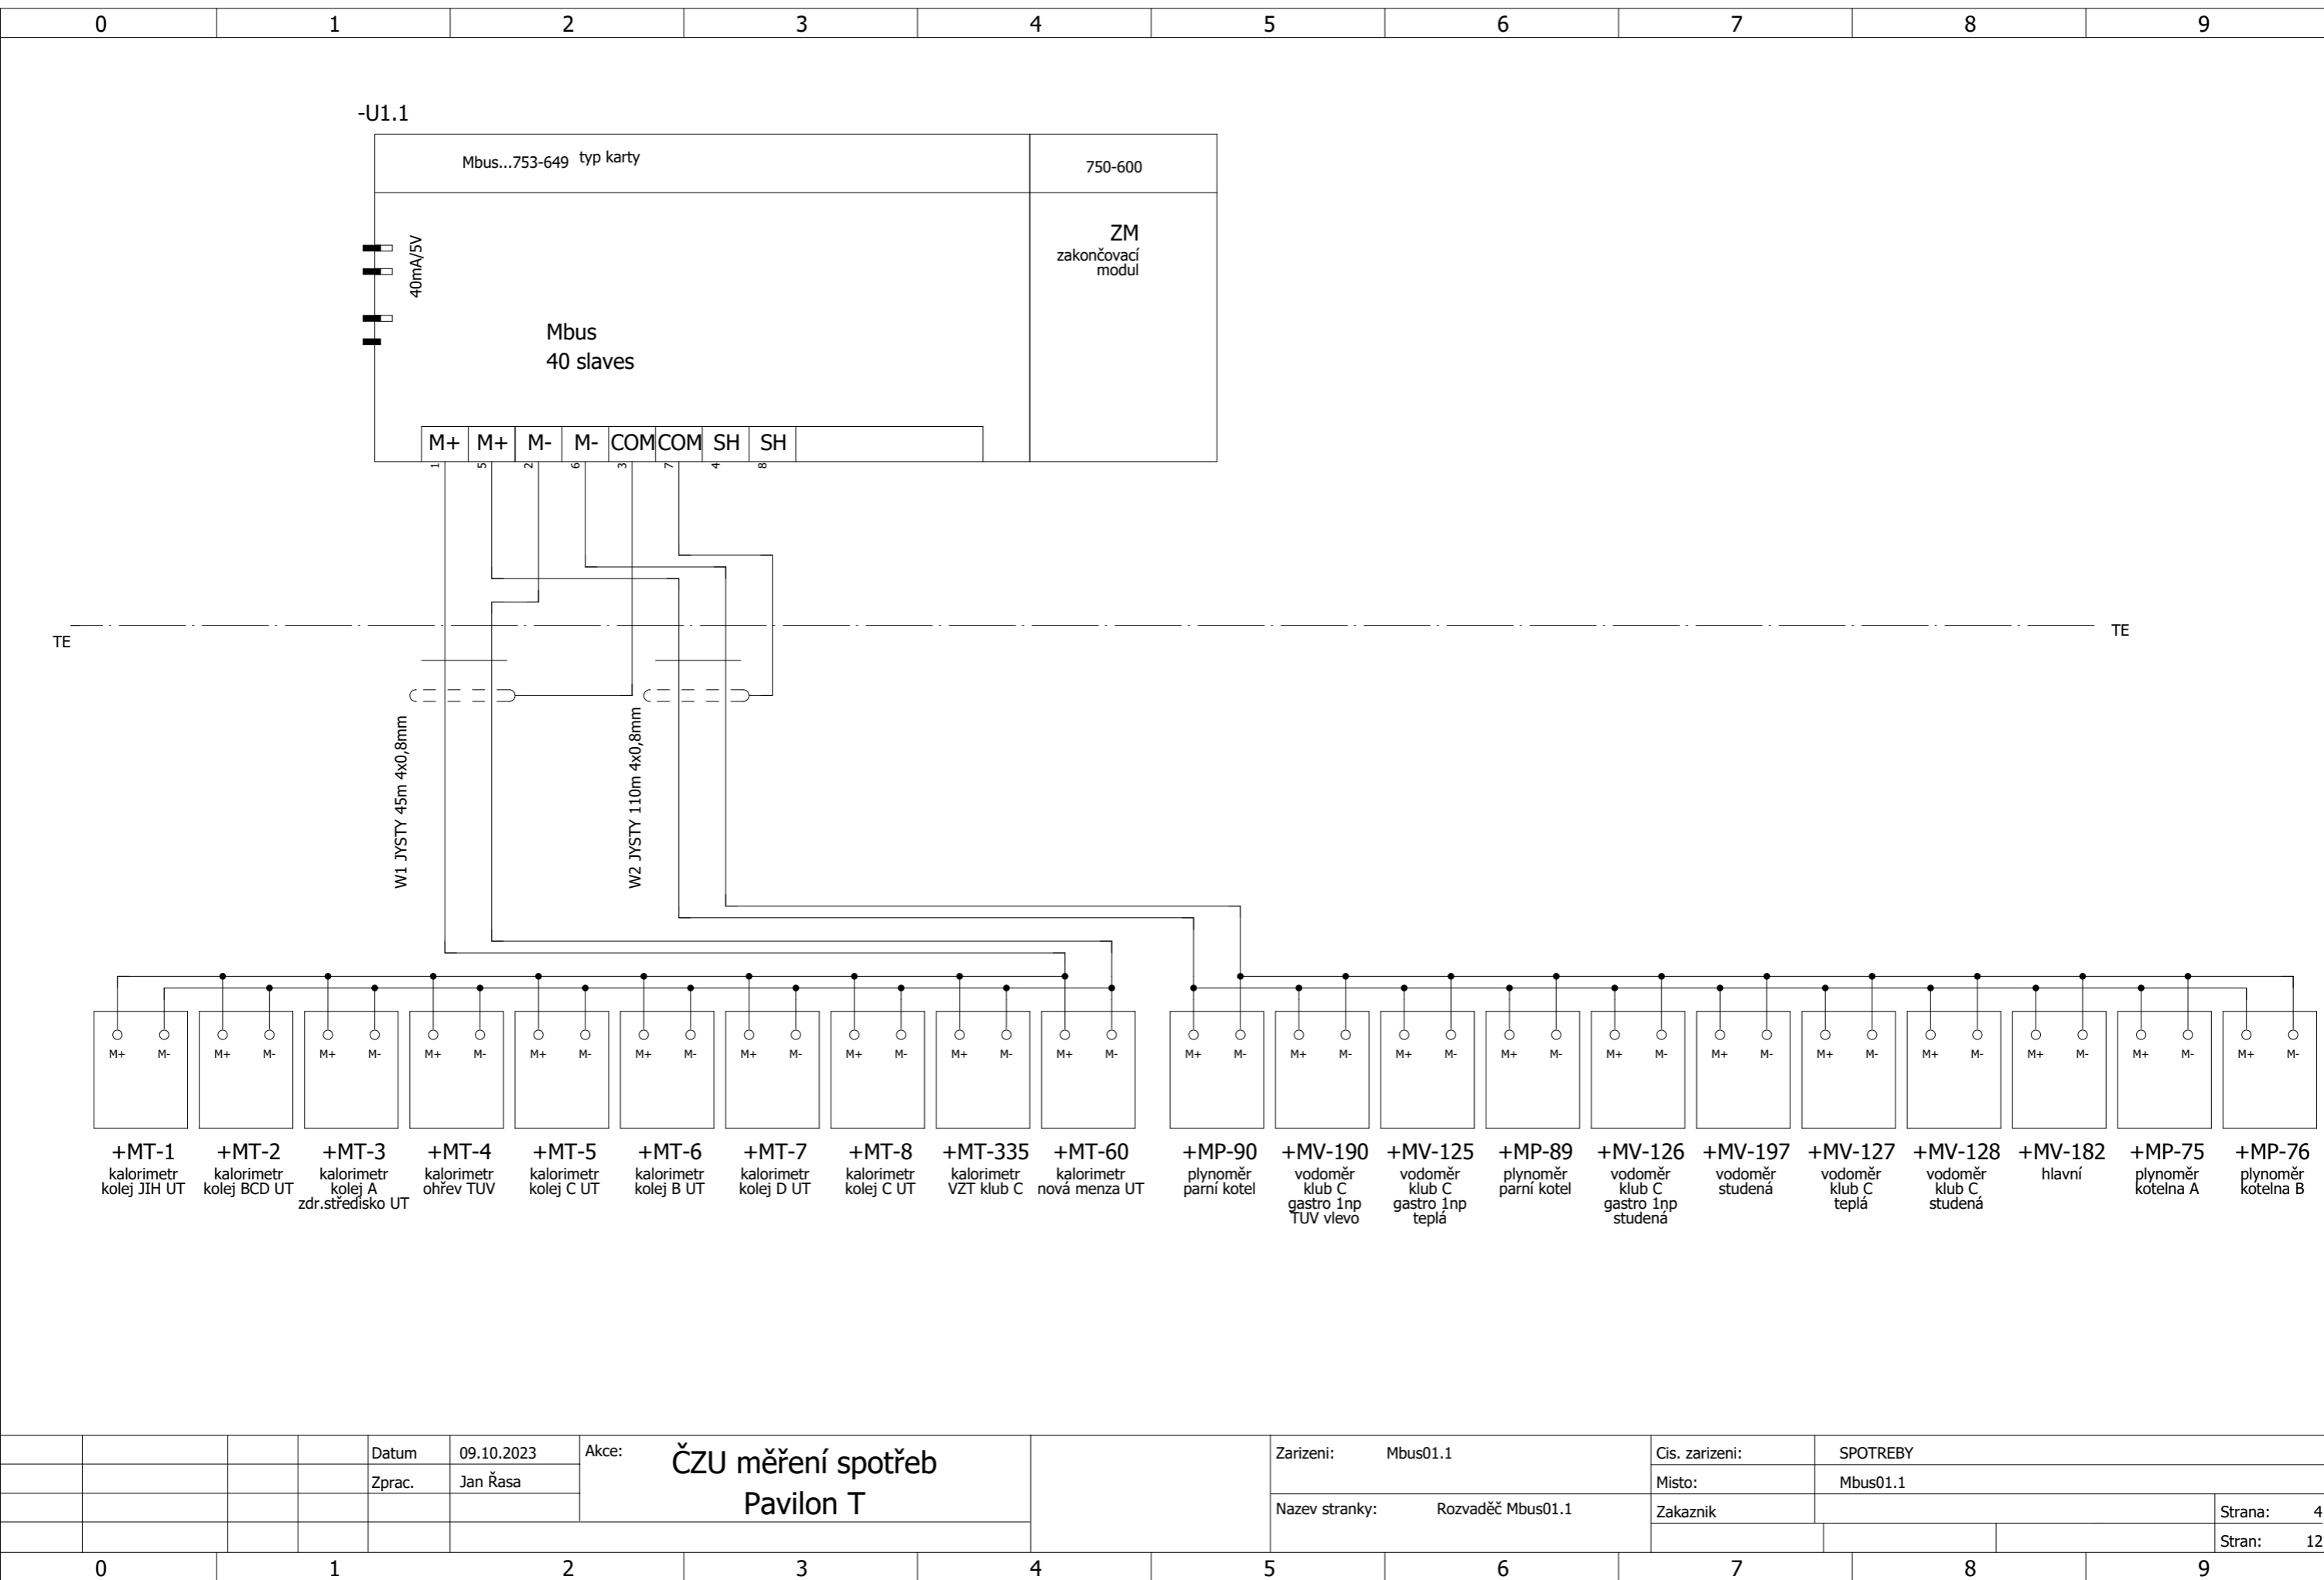 0 1 2 3 4 5 6 7 8 9
-U1.1
Mbus...753-649 typ karty
750-600
40mA/5V
ZM
zakončovací
modul
Mbus
40 slaves
M+ M+ M- M- COM COM SH SH
1 5 2 6 3 7 4 8
TE
TE
W1 JYSTY 45m 4x0,8mm
W2 JYSTY 110m 4x0,8mm
M+ M- M+ M- M+ M- M+ M- M+ M- M+ M- M+ M- M+ M- M+ M- M+ M- M+ M- M+ M- M+ M- M+ M- M+ M- M+ M- M+ M- M+ M- M+ M- M+ M- M+ M-
+MT-1
kalorimetr
kolej JIH UT
+MT-2
kalorimetr
kolej BCD UT
+MT-3
kalorimetr
kolej A
zdr.středisko UT
+MT-4
kalorimetr
ohřev TUV
+MT-5
kalorimetr
kolej C UT
+MT-6
kalorimetr
kolej B UT
+MT-7
kalorimetr
kolej D UT
+MT-8
kalorimetr
kolej C UT
+MT-335
kalorimetr
VZT klub C
+MT-60
kalorimetr
nová menza UT
+MP-90
plynoměr
parní kotel
+MV-190
vodoměr
klub C
gastro 1np
TUV vlevo
+MV-125
vodoměr
klub C
gastro 1np
teplá
+MP-89
plynoměr
parní kotel
+MV-126
vodoměr
klub C
gastro 1np
studená
+MV-197
vodoměr
studená
+MV-127
vodoměr
klub C
teplá
+MV-128
vodoměr
klub C
studená
+MV-182
hlavní
+MP-75
plynoměr
kotelna A
+MP-76
plynoměr
kotelna B
Datum 09.10.2023
Zprac. Jan Řasa
Akce: ČZU měření spotřeb
Pavilon T
Zarizeni: Mbus01.1
Nazev stranky: Rozvaděč Mbus01.1
Cis. zarizeni: SPOTREBY
Misto: Mbus01.1
Zakaznik
Strana: 4
Stran: 12
0 1 2 3 4 5 6 7 8 9